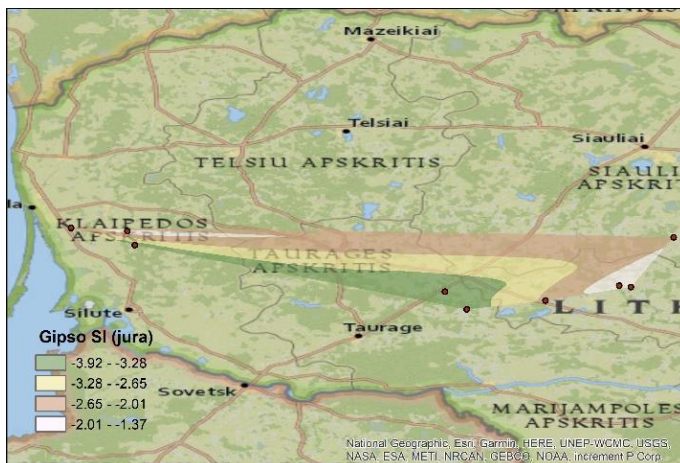 APRINKIS
Mazeikiai
Telsiai
Siauliai
TELSIU APSKRITIS
SIAULI
APSKRIT
la
KLAIPEDOS
APSKRITIS
TAURAGES
APSKRITIS
Silute
LIT
Taurage
Gipso SI (jura)
-3.92 - -3.28
-3.28 - -2.65
-2.65 - -2.01
-2.01 - -1.37
Sovetsk
MARIJAMPOLES
APSKRITIS
National Geographic, Esri, Garmin, HERE, UNEP-WCMC, USGS,
NASA, ESA, METI, NRCAN, GEBCO, NOAA, increment P Corp.